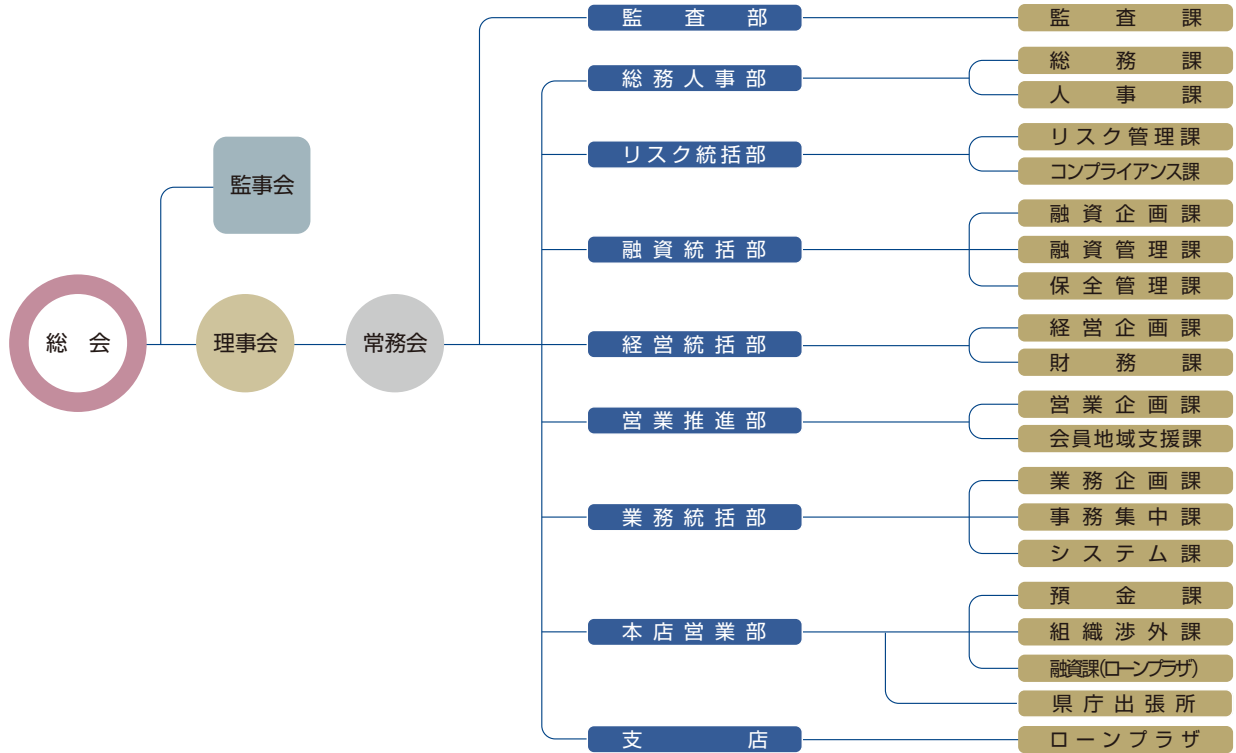 総会
監事会
理事会
常務会
監査部
監査課
総務人事部
総務課
人事課
リスク統括部
リスク管理課
コンプライアンス課
融資統括部
融資企画課
融資管理課
保全管理課
経営統括部
経営企画課
財務課
営業推進部
営業企画課
会員地域支援課
業務統括部
業務企画課
事務集中課
システム課
本店営業部
預金課
組織渉外課
融資課(ローンプラザ)
県庁出張所
支店
ローンプラザ